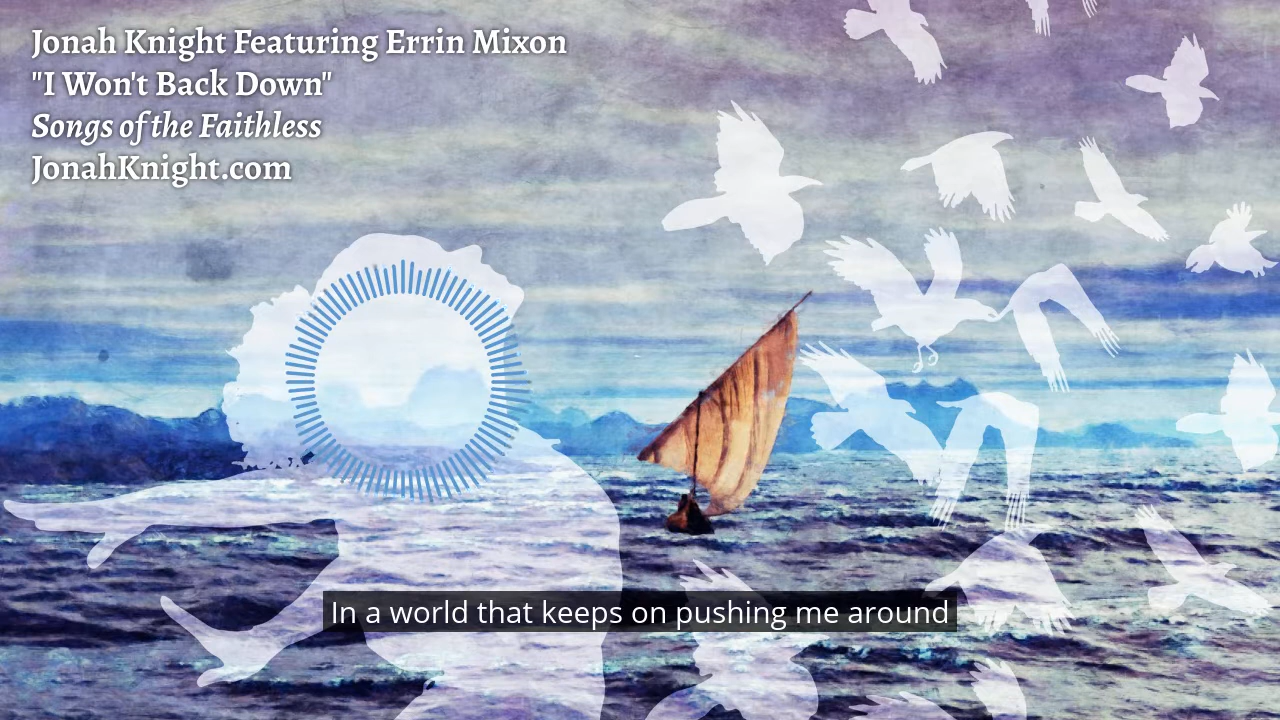 Jonah Knight Featuring Errin Mixon
"I Won't Back Down"
Songs of the Faithless
JonahKnight.com
In a world that keeps on pushing me around